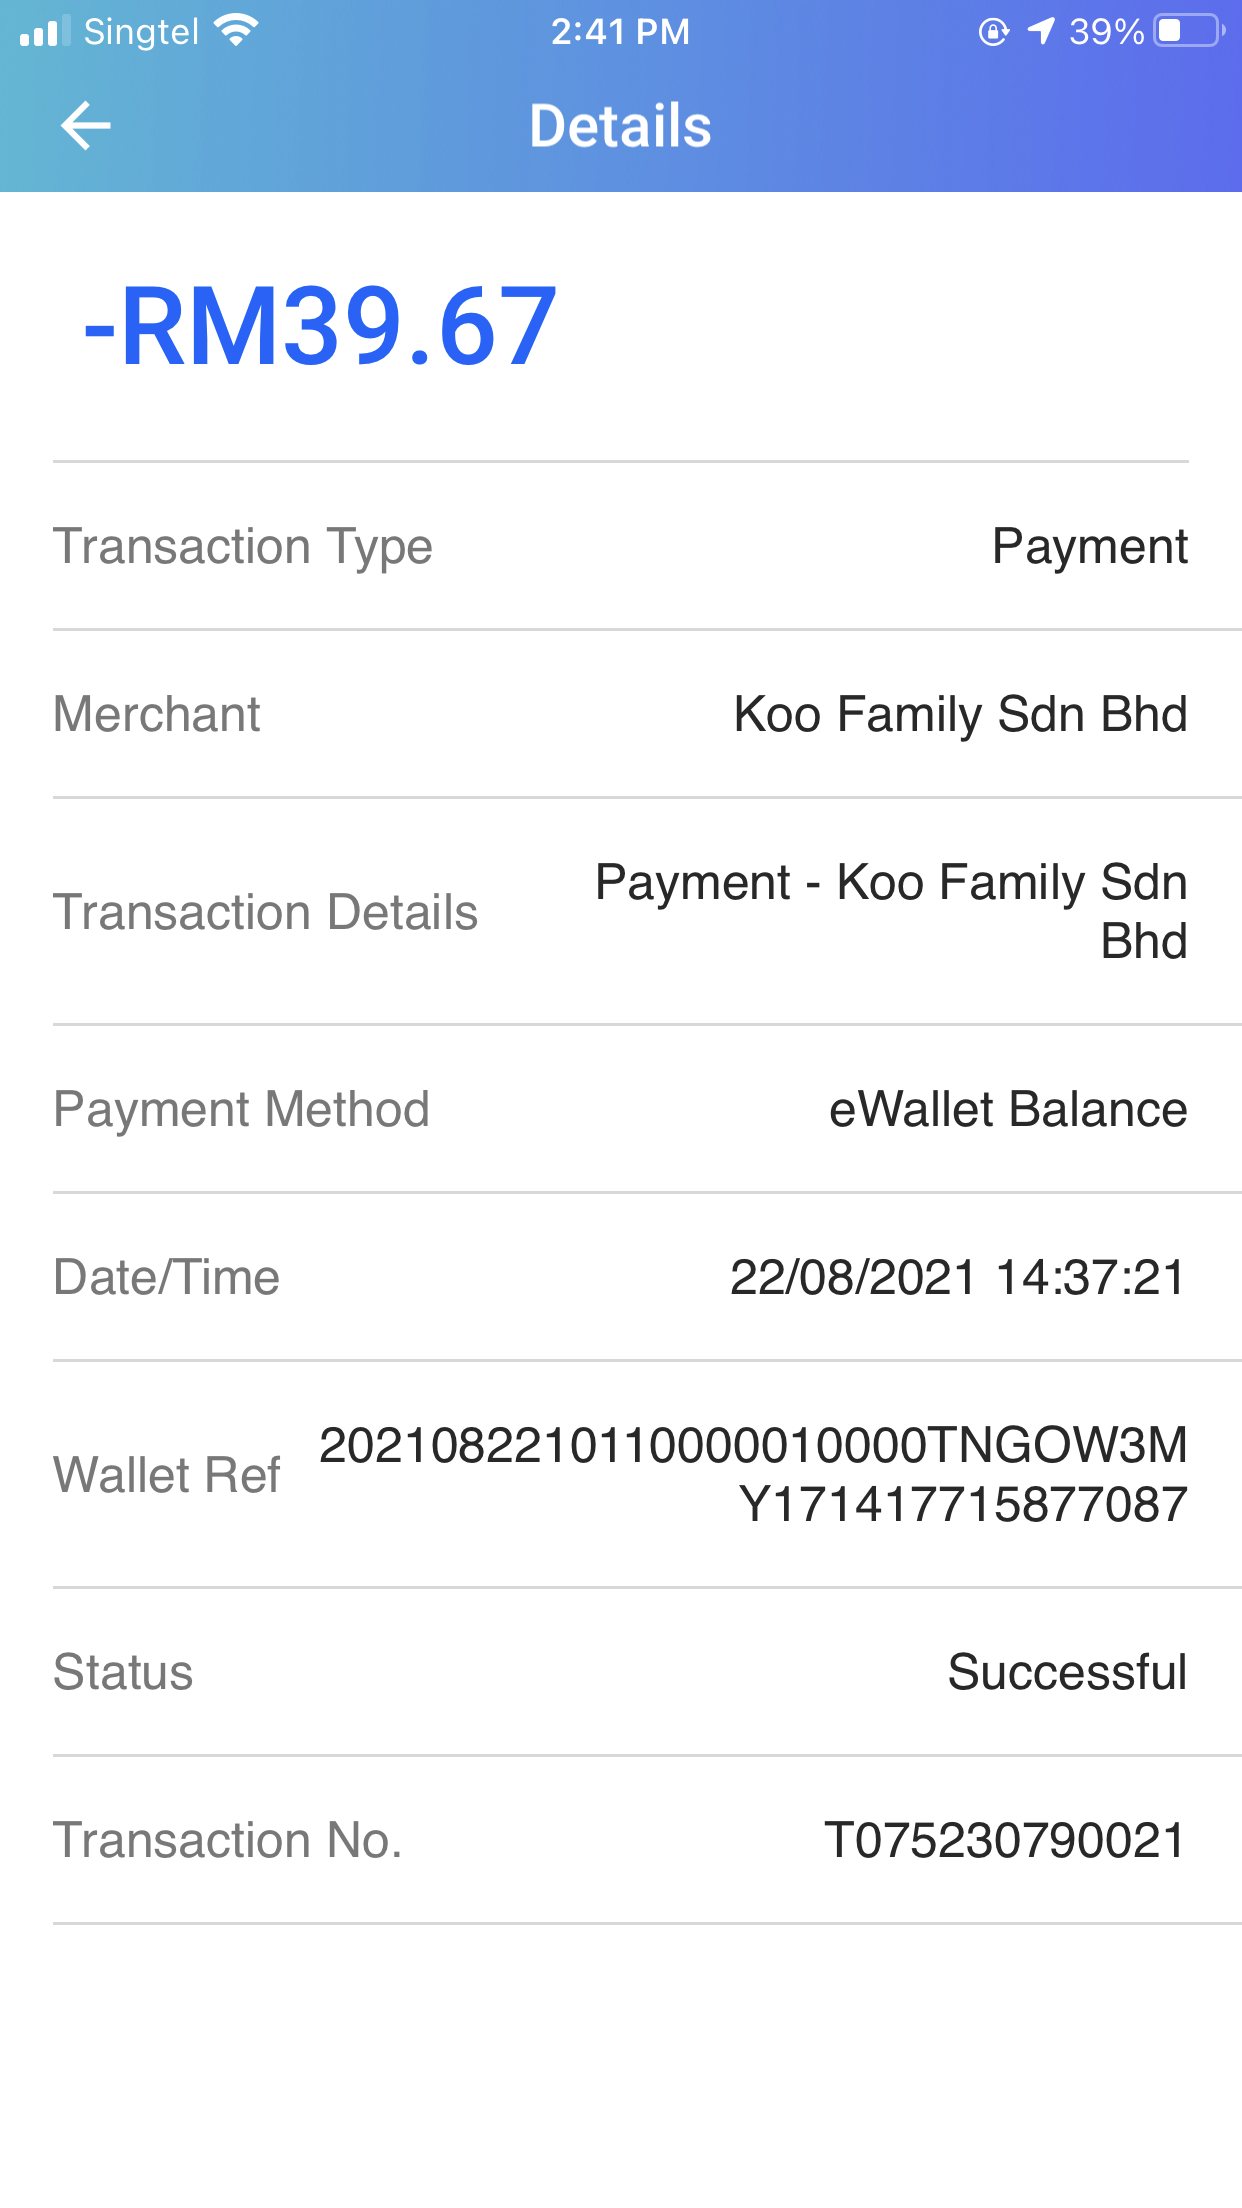 Singtel 2:41 PM 39%
Details
-RM39.67
Transaction Type Payment
Merchant Koo Family Sdn Bhd
Transaction Details Payment - Koo Family Sdn
Bhd
Payment Method eWallet Balance
Date/Time 22/08/2021 14:37:21
Wallet Ref 20210822101110000010000TNGOW3M
Y171417715877087
Status Successful
Transaction No. T075230790021